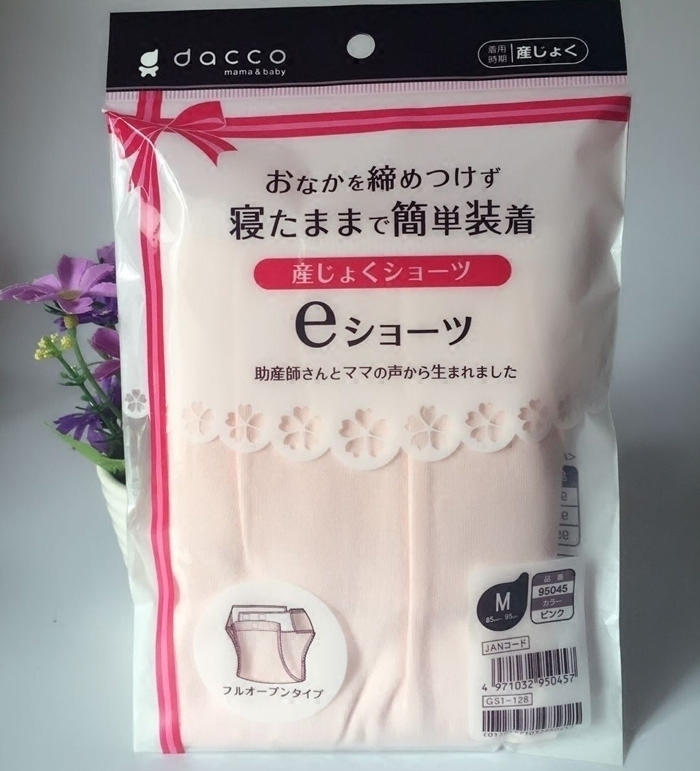 dacco
mama & baby
着用時期 産じょく
おなかを締めつけず
寝たままで簡単装着
産じょくショーツ
eショーツ
助産師さんとママの声から生まれました
フルオープンタイプ
M
85cm~95cm
品番
95045
カラー
ピンク
JANコード
4 971032 950457
GS1-128